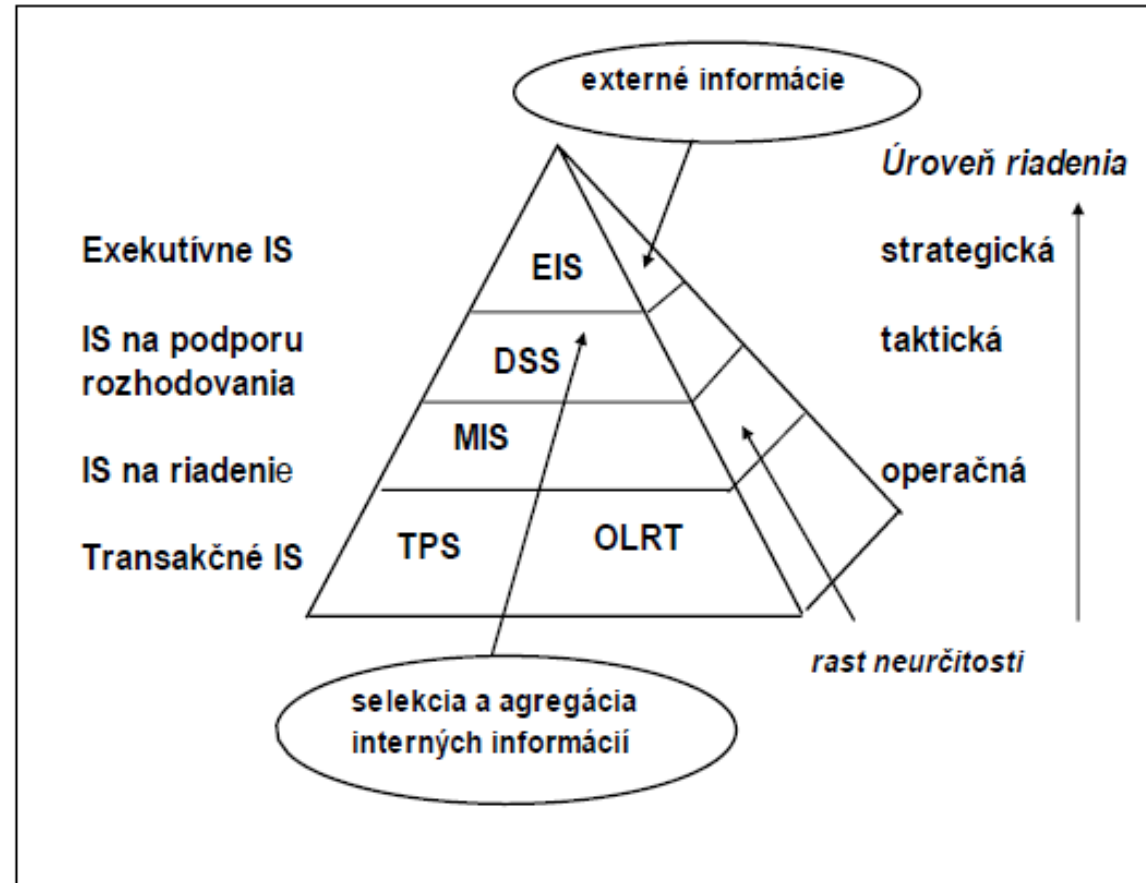 externé informácie
Úroveň riadenia
Exekutívne IS
EIS
strategická
IS na podporu
rozhodovania
DSS
taktická
MIS
IS na riadenie
operačná
Transakčné IS
TPS
OLRT
rast neurčitosti
selekcia a agregácia
interných informácií